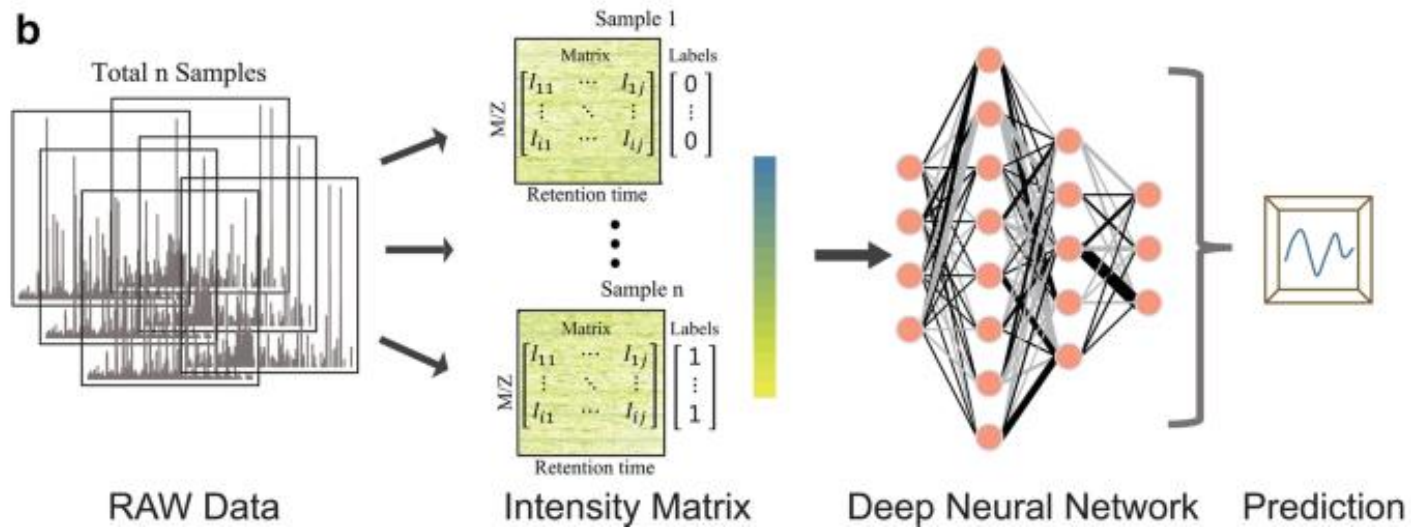 b
Total n Samples
Sample 1
Matrix Labels
I11 ⋯ I1j 0
⋮ ⋱ ⋮ ⋮
Ii1 ⋯ Iij 0
M/Z
Retention time
Sample n
Matrix Labels
I11 ⋯ I1j 1
⋮ ⋱ ⋮ ⋮
Ii1 ⋯ Iij 1
M/Z
Retention time
RAW Data Intensity Matrix Deep Neural Network Prediction